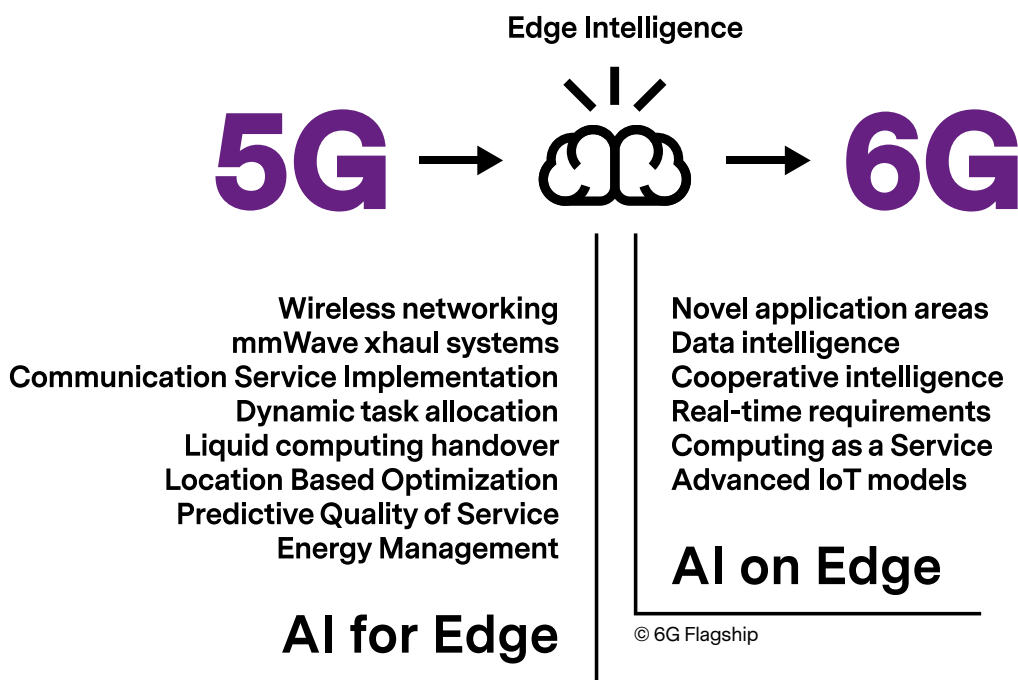 Edge Intelligence
5G
6G
Wireless networking
mmWave xhaul systems
Communication Service Implementation
Dynamic task allocation
Liquid computing handover
Location Based Optimization
Predictive Quality of Service
Energy Management
AI for Edge
Novel application areas
Data intelligence
Cooperative intelligence
Real-time requirements
Computing as a Service
Advanced IoT models
AI on Edge
© 6G Flagship